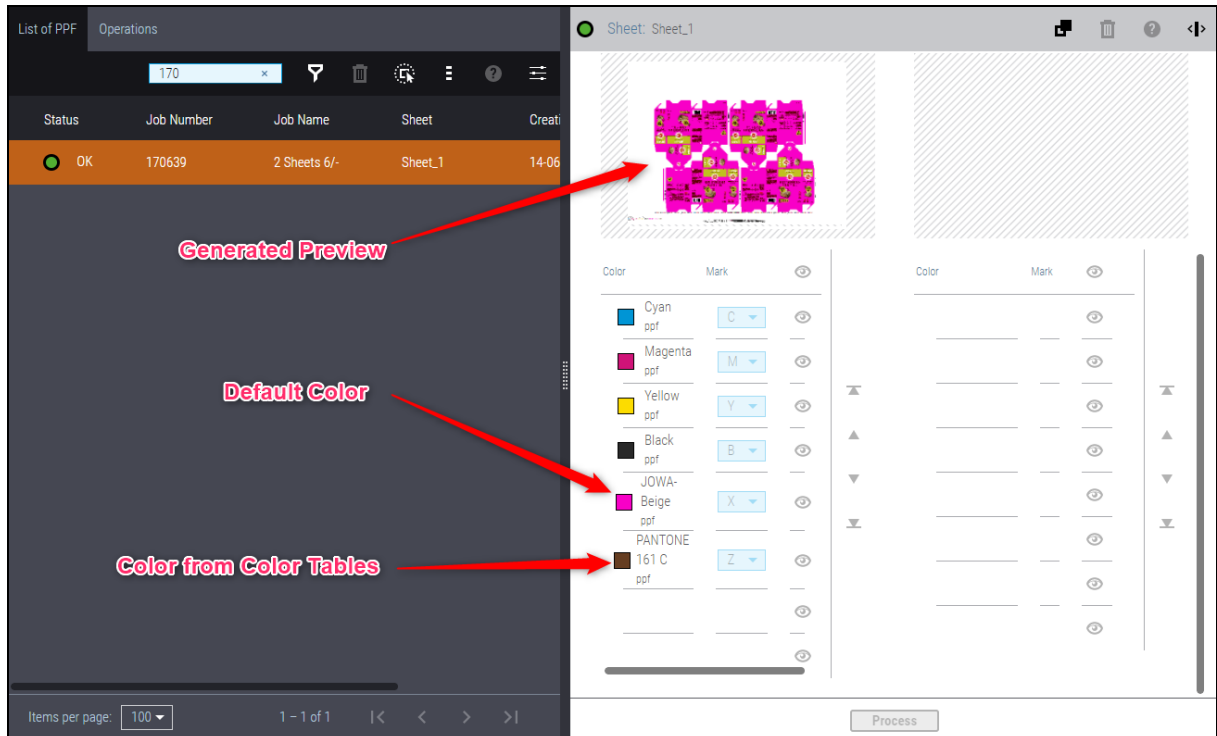 List of PPF Operations
170 ×
Status Job Number Job Name Sheet Creati
OK 170639 2 Sheets 6/- Sheet_1 14-06
Generated Preview
Default Color
Color from Color Tables
Items per page: 100 1 – 1 of 1
Sheet: Sheet_1
Color Mark
Cyan
ppf
C
Magenta
ppf
M
Yellow
ppf
Y
Black
ppf
B
JOWA-
Beige
ppf
X
PANTONE
161 C
ppf
Z
Color Mark
Process